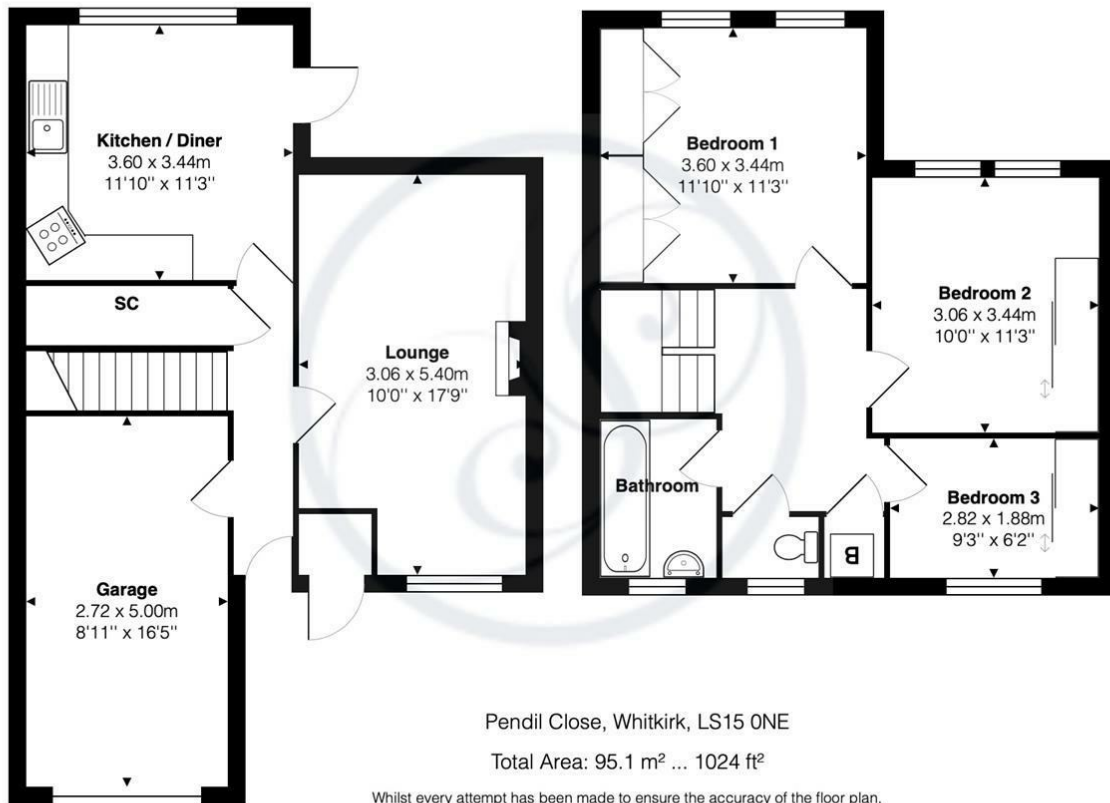 Kitchen / Diner
3.60 x 3.44m
11'10'' x 11'3''
SC
Lounge
3.06 x 5.40m
10'0'' x 17'9''
Garage
2.72 x 5.00m
8'11'' x 16'5''
Bedroom 1
3.60 x 3.44m
11'10'' x 11'3''
Bedroom 2
3.06 x 3.44m
10'0'' x 11'3''
Bathroom
Bedroom 3
2.82 x 1.88m
9'3'' x 6'2''
B
Pendil Close, Whitkirk, LS15 0NE
Total Area: 95.1 m² ... 1024 ft²
Whilst every attempt has been made to ensure the accuracy of the floor plan.